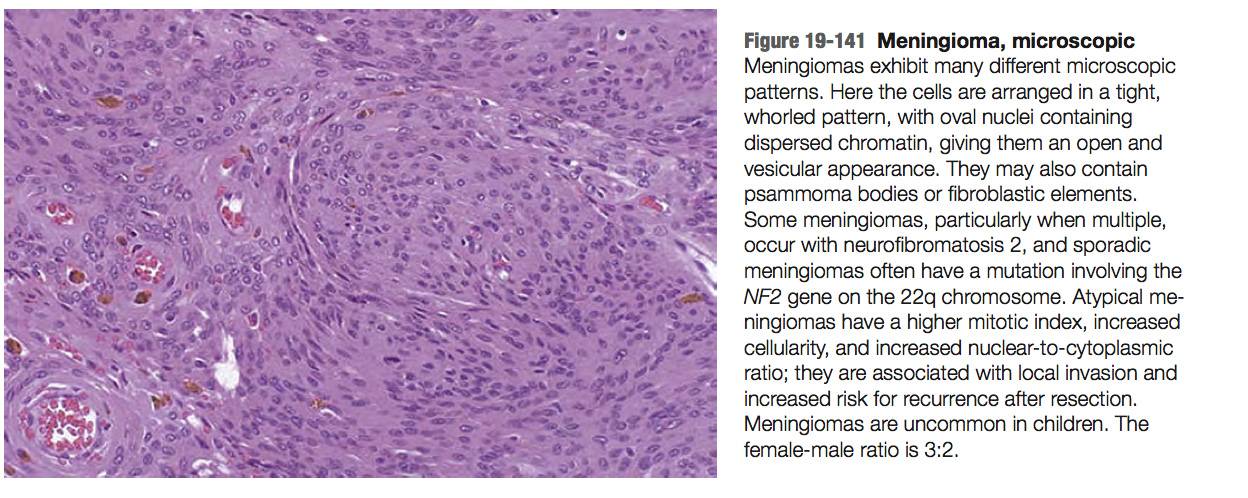 Figure 19-141 Meningioma, microscopic
Meningiomas exhibit many different microscopic
patterns. Here the cells are arranged in a tight,
whorled pattern, with oval nuclei containing
dispersed chromatin, giving them an open and
vesicular appearance. They may also contain
psammoma bodies or fibroblastic elements.
Some meningiomas, particularly when multiple,
occur with neurofibromatosis 2, and sporadic
meningiomas often have a mutation involving the
NF2 gene on the 22q chromosome. Atypical me-
ningiomas have a higher mitotic index, increased
cellularity, and increased nuclear-to-cytoplasmic
ratio; they are associated with local invasion and
increased risk for recurrence after resection.
Meningiomas are uncommon in children. The
female-male ratio is 3:2.